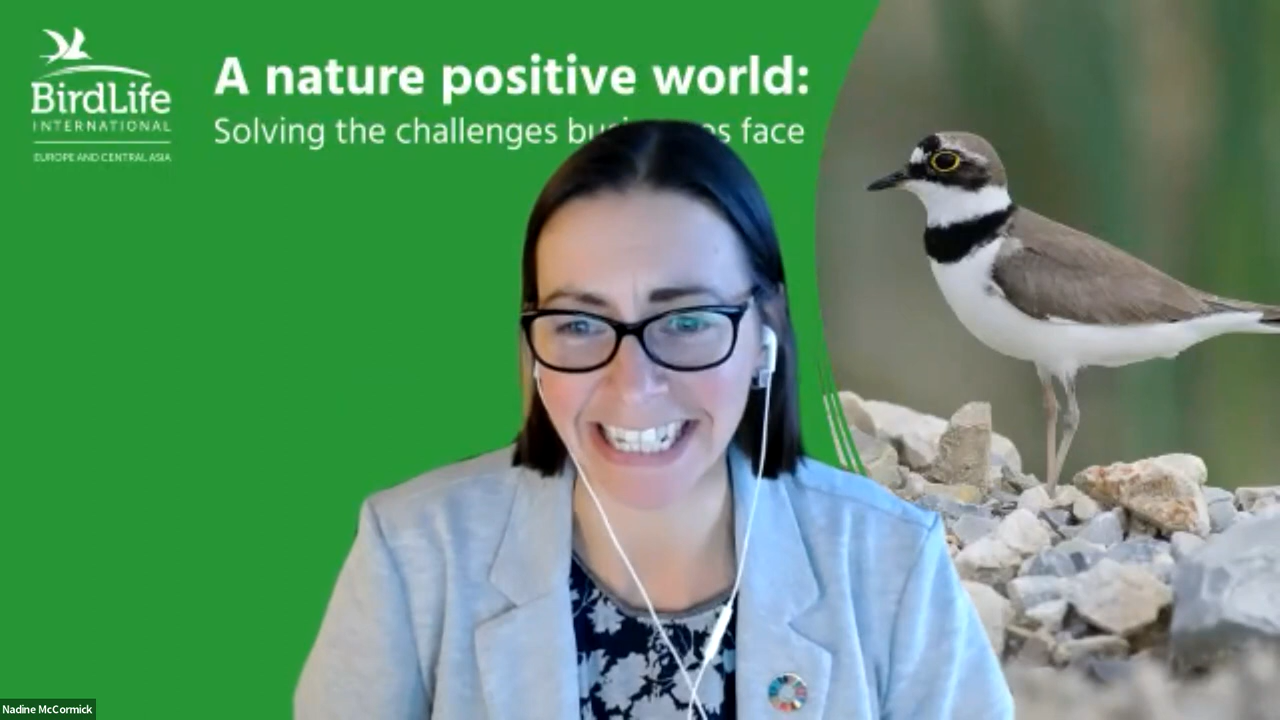 BirdLife
INTERNATIONAL
EUROPE AND CENTRAL ASIA
A nature positive world:
Solving the challenges face
Nadine McCormick